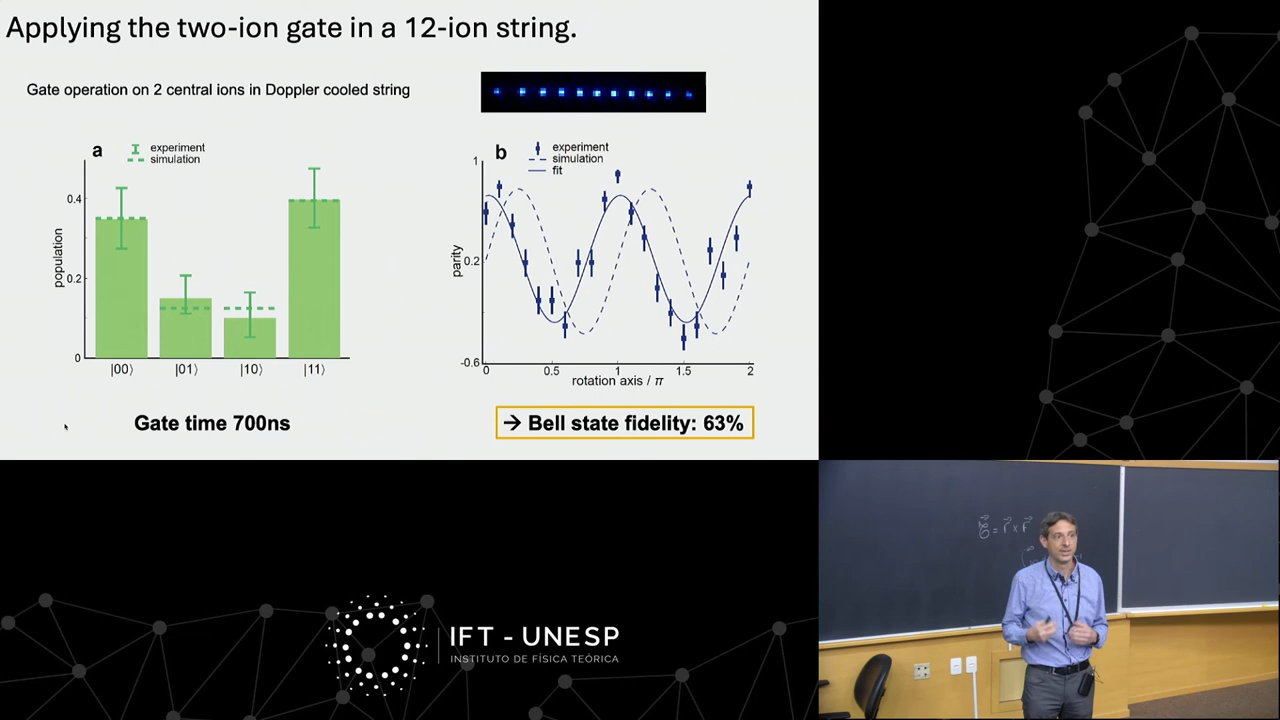 Applying the two-ion gate in a 12-ion string.
Gate operation on 2 central ions in Doppler cooled string
a
experiment
simulation
population
0.4
0.2
0
|00⟩ |01⟩ |10⟩ |11⟩
Gate time 700ns
b
experiment
simulation
fit
parity
1
0.2
-0.6
0 0.5 1 1.5 2
rotation axis / π
→ Bell state fidelity: 63%
IFT - UNESP
INSTITUTO DE FÍSICA TEÓRICA